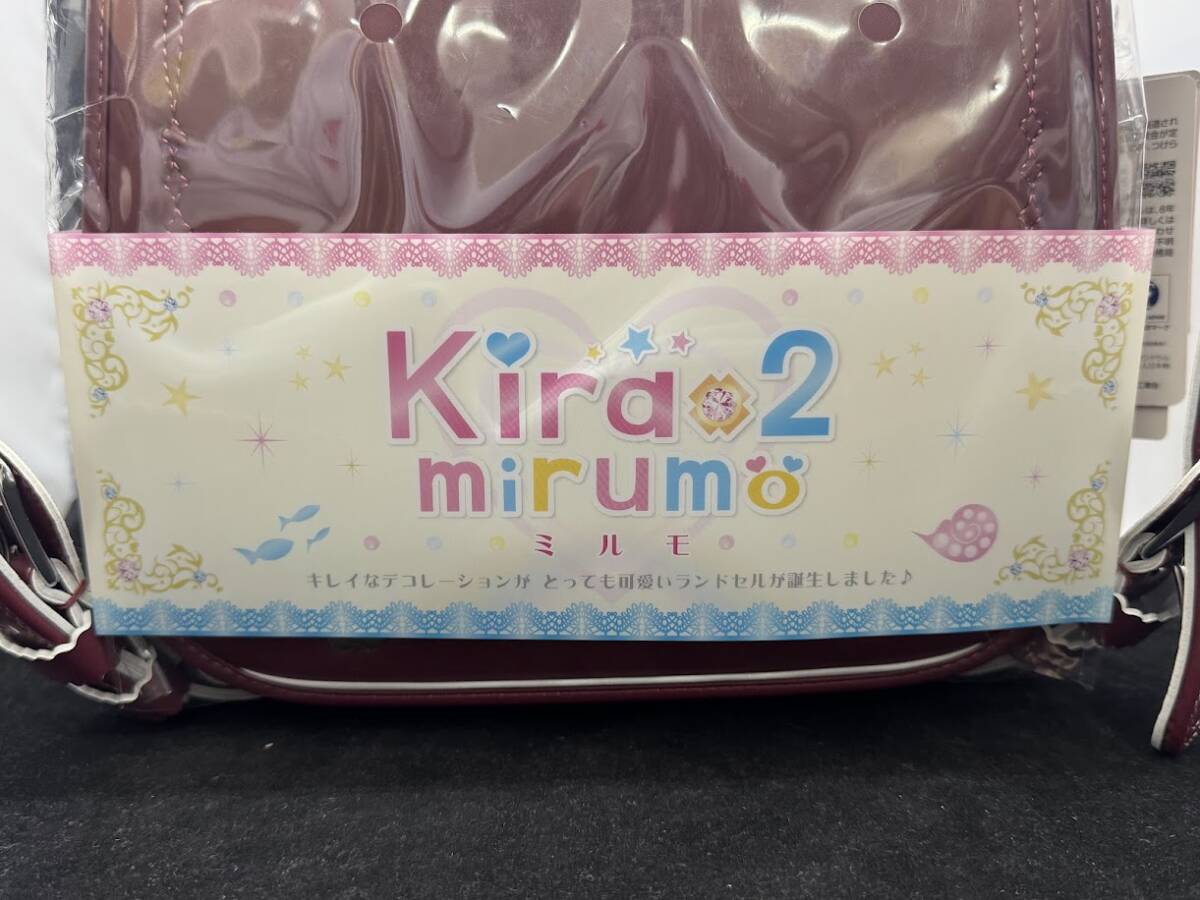 Kira 2
mirumo
ミルモ
キレイなデコレーションが とっても可愛いランドセルが誕生しました♪